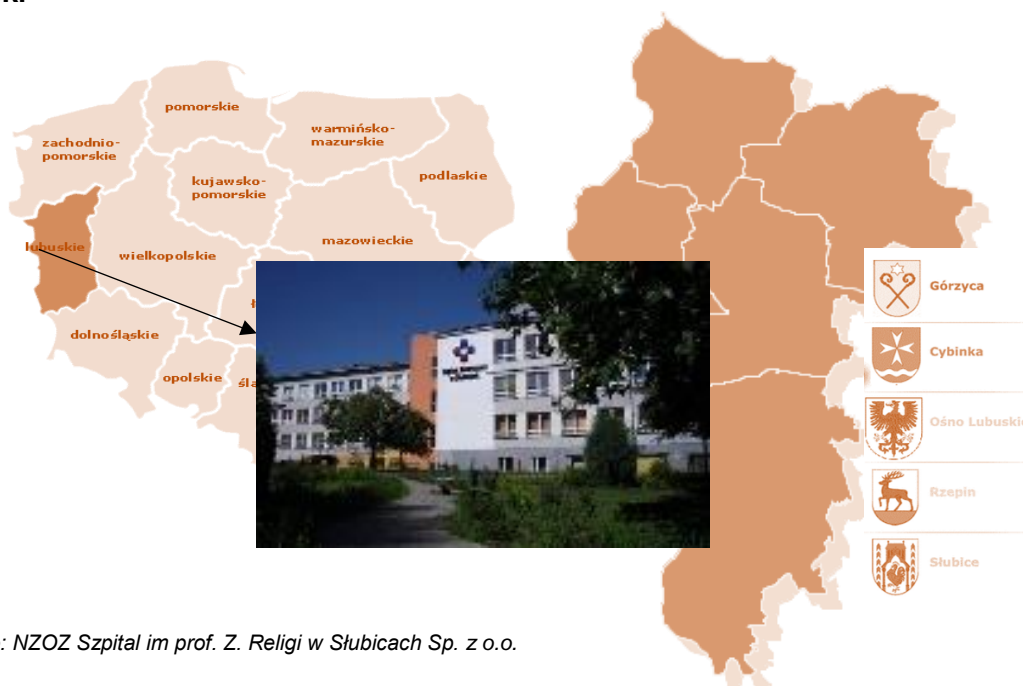 pomorskie
zachodnio-
pomorskie
warmińsko-
mazurskie
podlaskie
kujawsko-
pomorskie
mazowieckie
lubuskie
wielkopolskie
dolnośląskie
opolskie
Górzyca
Cybinka
Ośno Lubuskie
Rzepin
Słubice
: NZOZ Szpital im prof. Z. Religi w Słubicach Sp. z o.o.